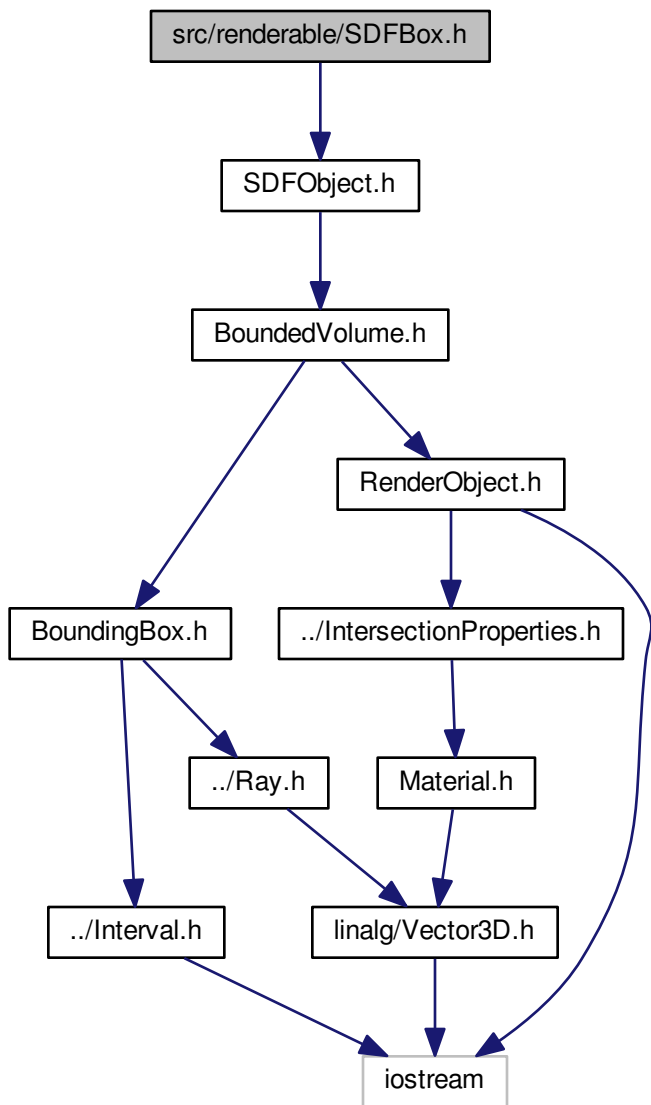 src/renderable/SDFBox.h
SDFObject.h
BoundedVolume.h
RenderObject.h
BoundingBox.h
../IntersectionProperties.h
../Ray.h
Material.h
../Interval.h
linalg/Vector3D.h
iostream